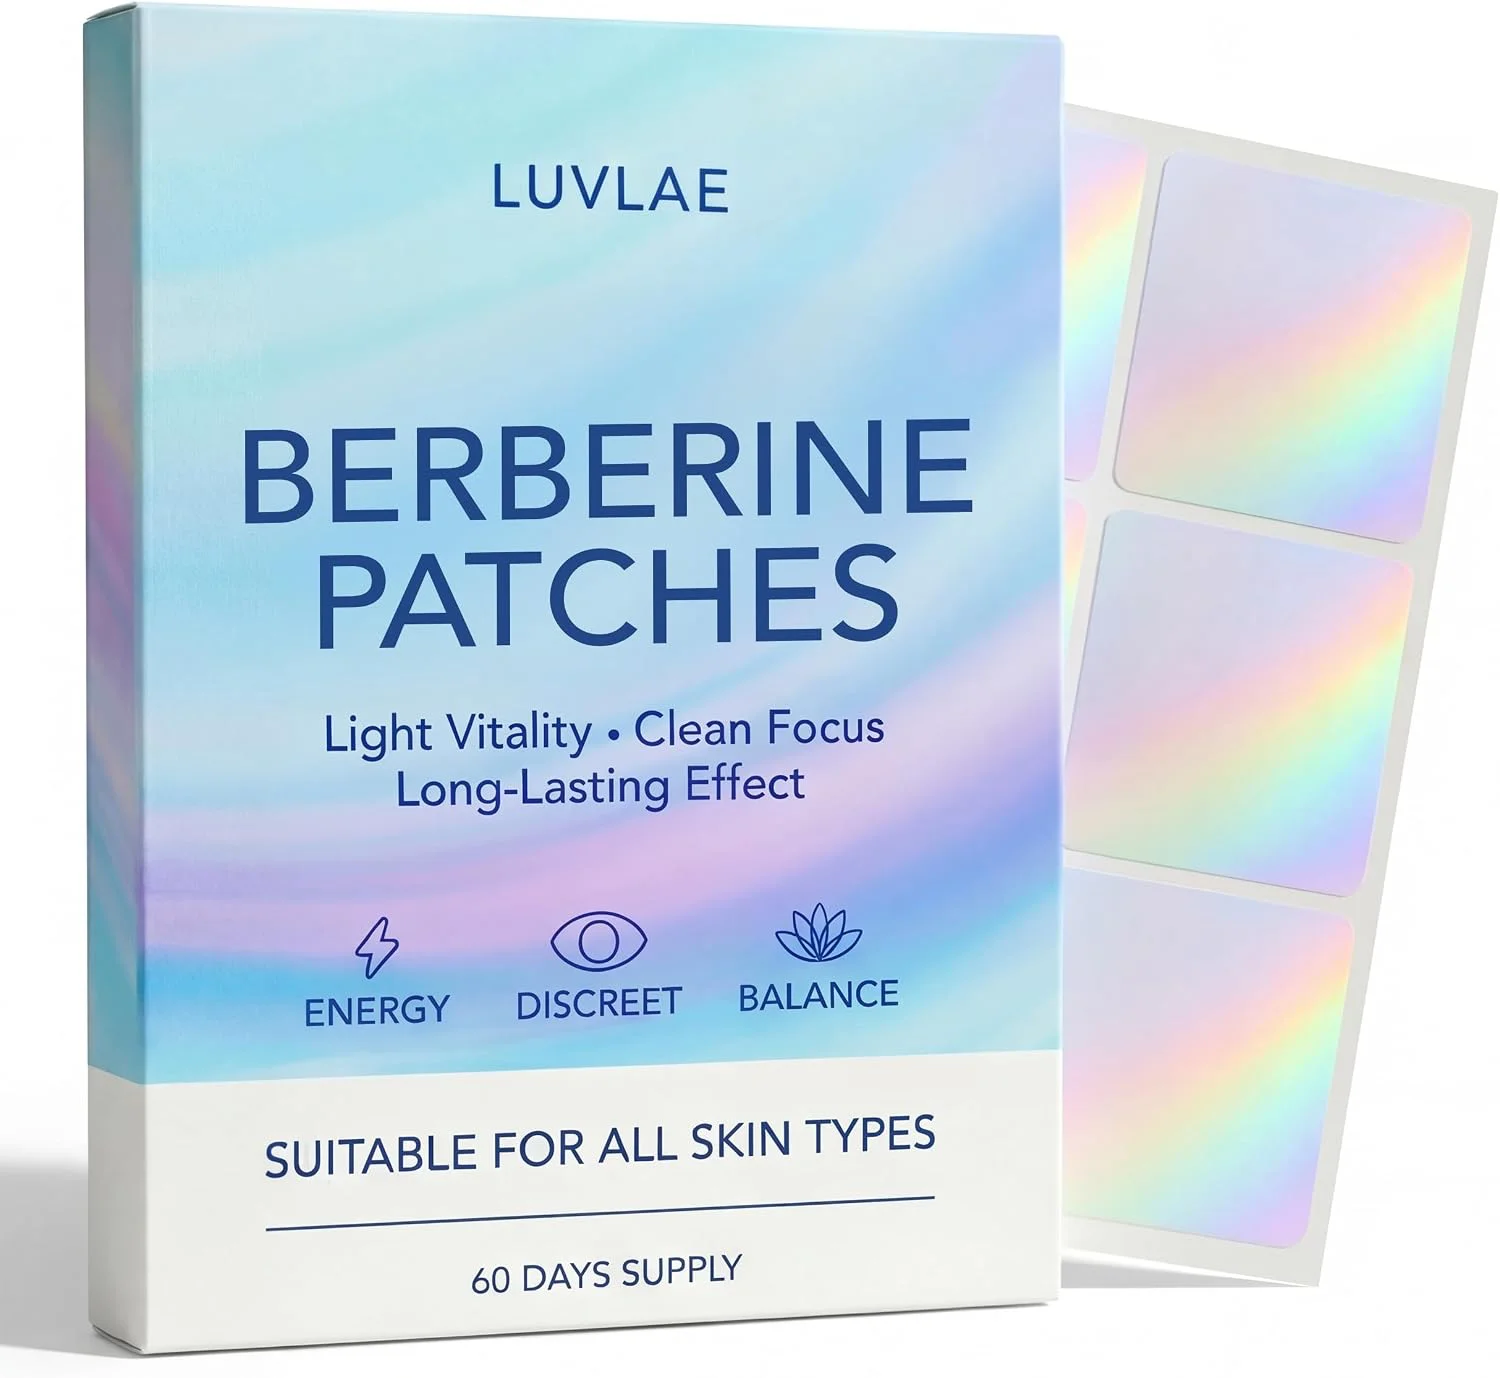 LUVLAE
BERBERINE
PATCHES
Light Vitality • Clean Focus
Long-Lasting Effect
ENERGY DISCREET BALANCE
SUITABLE FOR ALL SKIN TYPES
60 DAYS SUPPLY